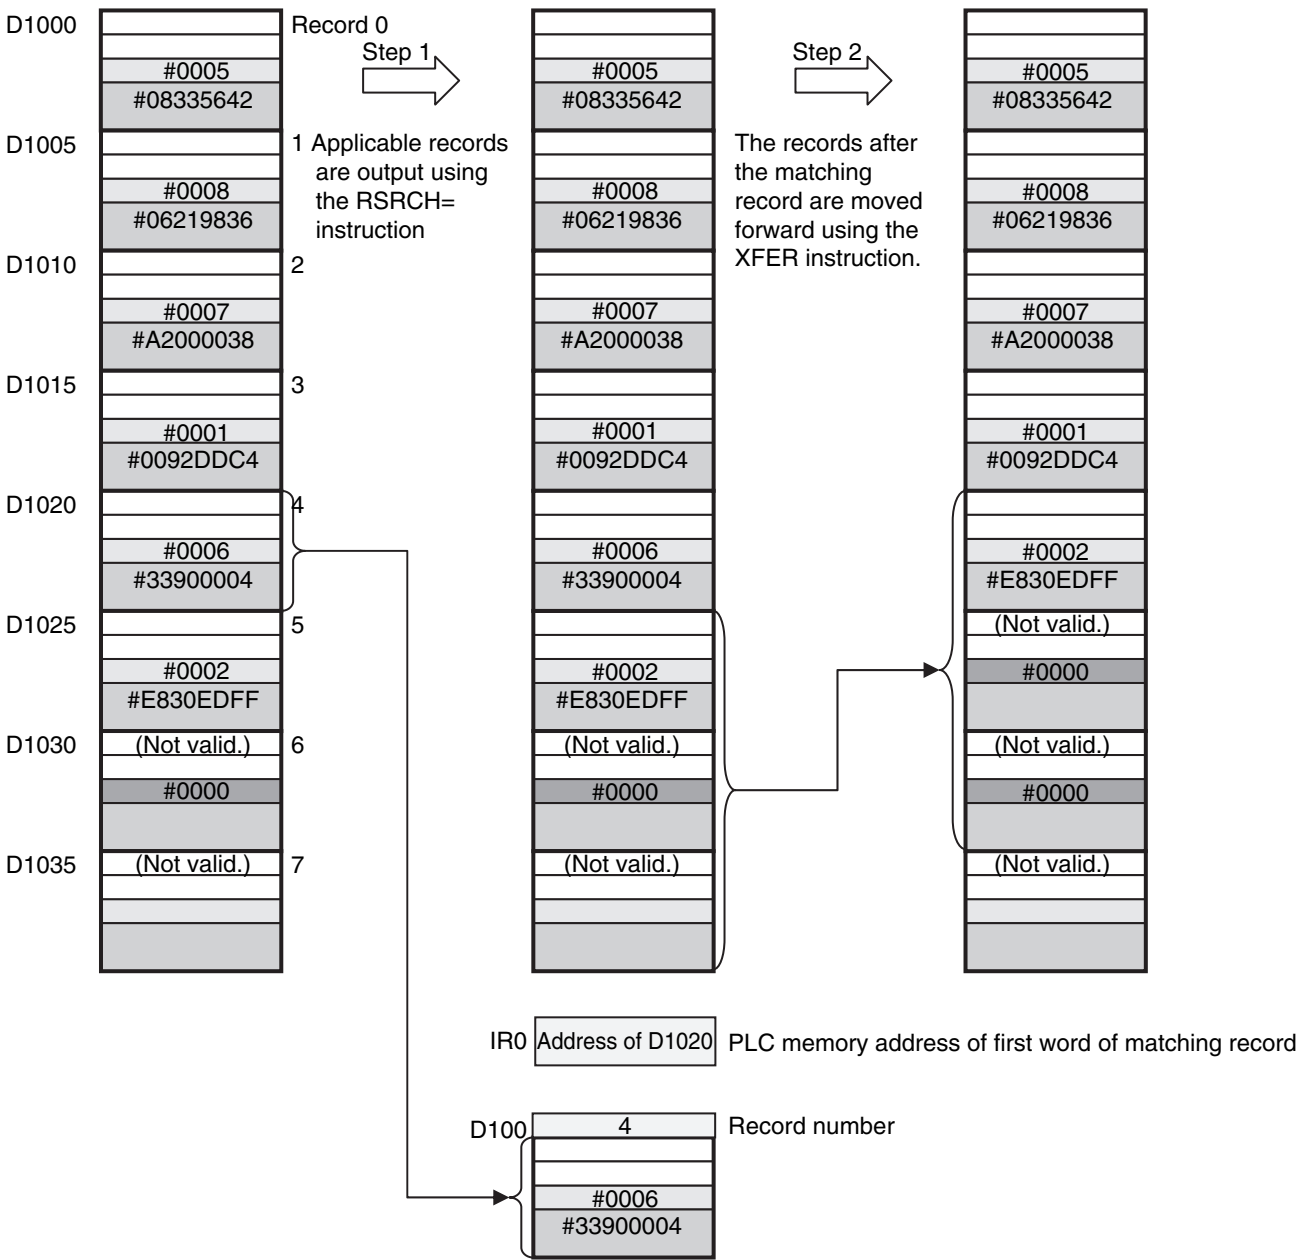 D1000
Record 0
Step 1
Step 2
#0005
#0005
#0005
#08335642
#08335642
#08335642
D1005
1 Applicable records
are output using
the RSRCH=
instruction
The records after
the matching
record are moved
forward using the
XFER instruction.
#0008
#0008
#0008
#06219836
#06219836
#06219836
D1010
2
#0007
#0007
#0007
#A2000038
#A2000038
#A2000038
D1015
3
#0001
#0001
#0001
#0092DDC4
#0092DDC4
#0092DDC4
D1020
4
#0006
#0006
#0002
#33900004
#33900004
#E830EDFF
D1025
5
(Not valid.)
#0002
#0002
#0000
#E830EDFF
#E830EDFF
D1030
(Not valid.)
6
(Not valid.)
(Not valid.)
#0000
#0000
#0000
D1035
(Not valid.)
7
(Not valid.)
(Not valid.)
IR0
Address of D1020
PLC memory address of first word of matching record
D100
4
Record number
#0006
#33900004